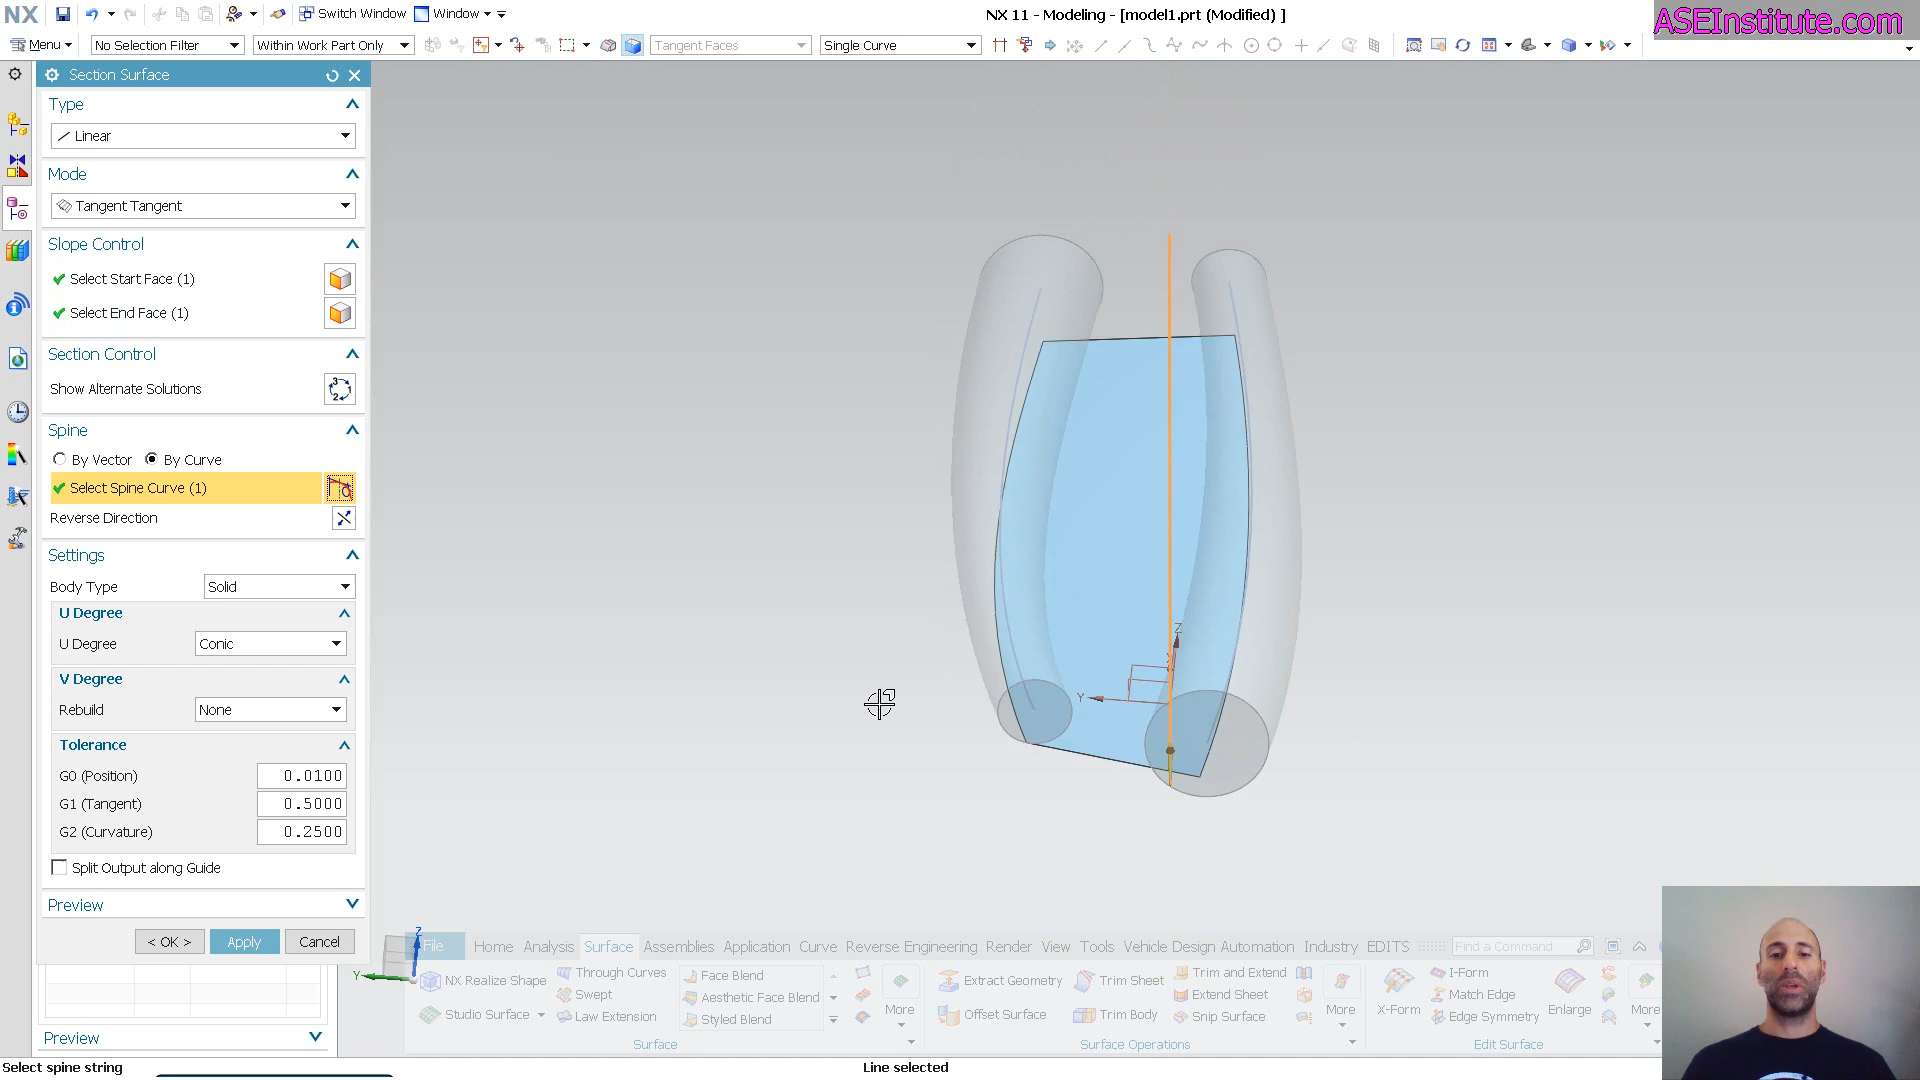 NX
Switch Window
Window
NX 11 - Modeling - [model1.prt (Modified) ]
ASEInstitute.com
Menu
No Selection Filter
Within Work Part Only
Tangent Faces
Single Curve
Section Surface
Type
Linear
Mode
Tangent Tangent
Slope Control
Select Start Face (1)
Select End Face (1)
Section Control
Show Alternate Solutions
Spine
By Vector
By Curve
Select Spine Curve (1)
Reverse Direction
Settings
Body Type
Solid
U Degree
U Degree
Conic
V Degree
Rebuild
None
Tolerance
G0 (Position)
0.0100
G1 (Tangent)
0.5000
G2 (Curvature)
0.2500
Split Output along Guide
Preview
< OK >
Apply
Cancel
Preview
Select spine string
Line selected
Z
Y
Z
Y
File
Home
Analysis
Surface
Assemblies
Application
Curve
Reverse Engineering
Render
View
Tools
Vehicle Design Automation
Industry
EDITS
Find a Command
NX Realize Shape
Studio Surface
Through Curves
Swept
Law Extension
Face Blend
Aesthetic Face Blend
Styled Blend
More
Surface
Extract Geometry
Offset Surface
Trim Sheet
Trim Body
Trim and Extend
Extend Sheet
Snip Surface
More
Surface Operations
X-Form
I-Form
Match Edge
Edge Symmetry
Enlarge
More
Edit Surface